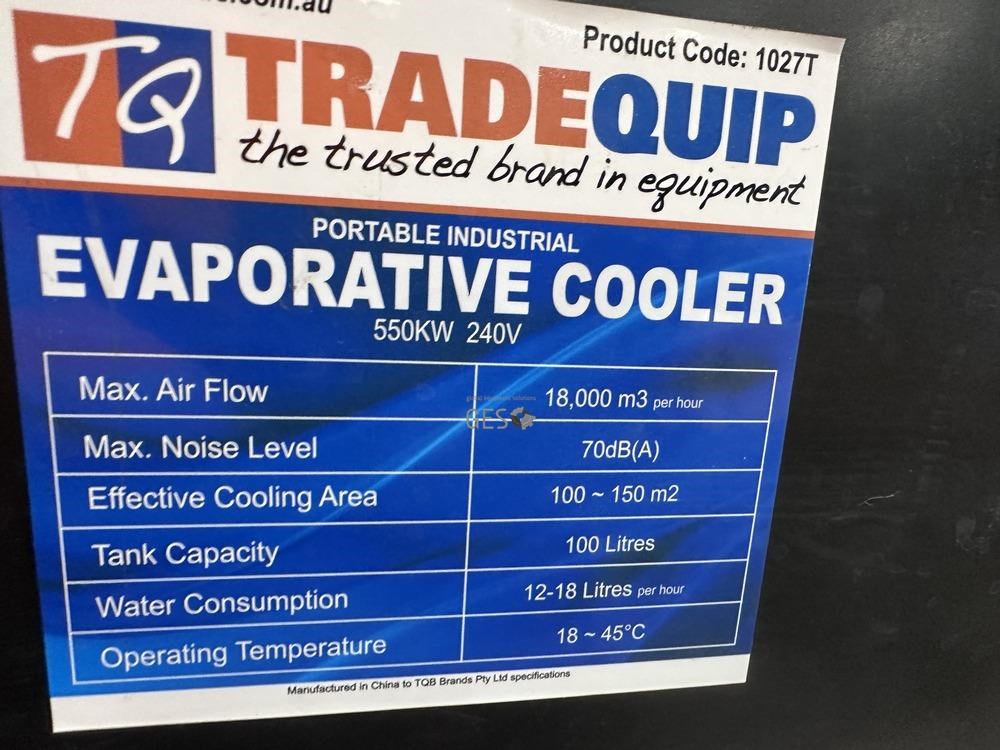 .com.au
Product Code: 1027T
TQ TRADEQUIP
the trusted brand in equipment
PORTABLE INDUSTRIAL
EVAPORATIVE COOLER
550KW 240V
Max. Air Flow 18,000 m3 per hour
GES
Max. Noise Level 70dB(A)
Effective Cooling Area 100 ~ 150 m2
Tank Capacity 100 Litres
Water Consumption 12-18 Litres per hour
Operating Temperature 18 ~ 45°C
Manufactured in China to TQB Brands Pty Ltd specifications